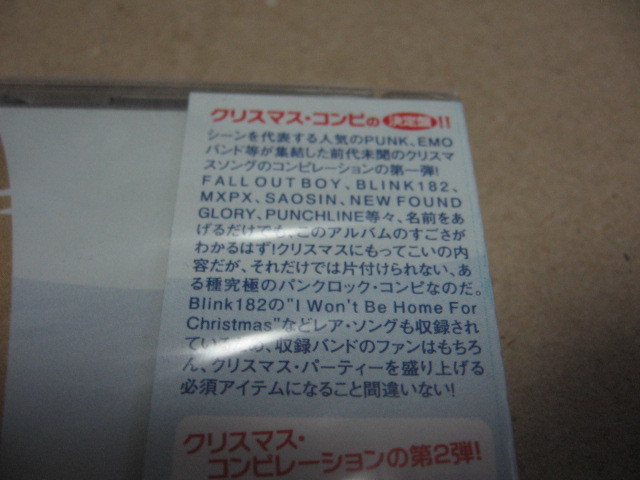 クリスマス・コンピの決定盤!!
シーンを代表する人気のPUNK、EMO
バンド等が集結した前代未聞のクリスマ
スソングのコンピレーションの第一弾!
FALL OUT BOY、BLINK182、
MXPX、SAOSIN、NEW FOUND
GLORY、PUNCHLINE等々、名前をあ
げるだけでも、このアルバムのすごさが
わかるはず!クリスマスにもってこいの内
容だが、それだけでは片付けられない、あ
る種究極のパンクロック・コンピなのだ。
Blink182の"I Won't Be Home For
Christmas"などレア・ソングも収録され
ているため、収録バンドのファンはもちろ
ん、クリスマス・パーティーを盛り上げる
必須アイテムになること間違いない!
クリスマス・
コンピレーションの第2弾!